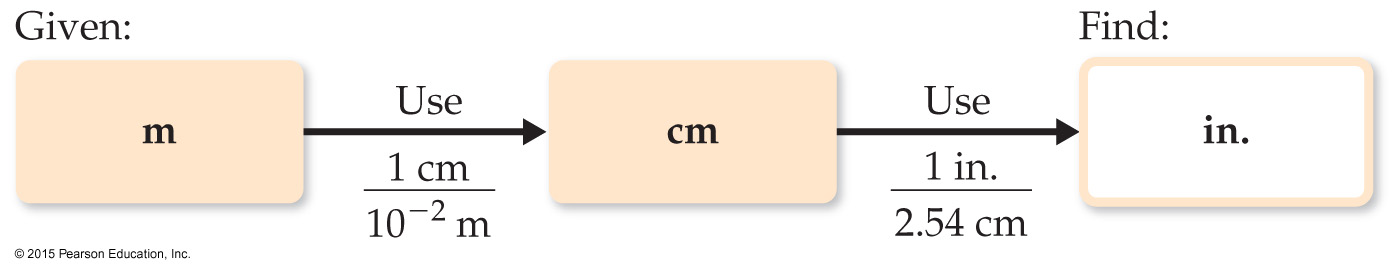 Given:
Find:
m
Use
1 cm
10⁻² m
cm
Use
1 in.
2.54 cm
in.
© 2015 Pearson Education, Inc.